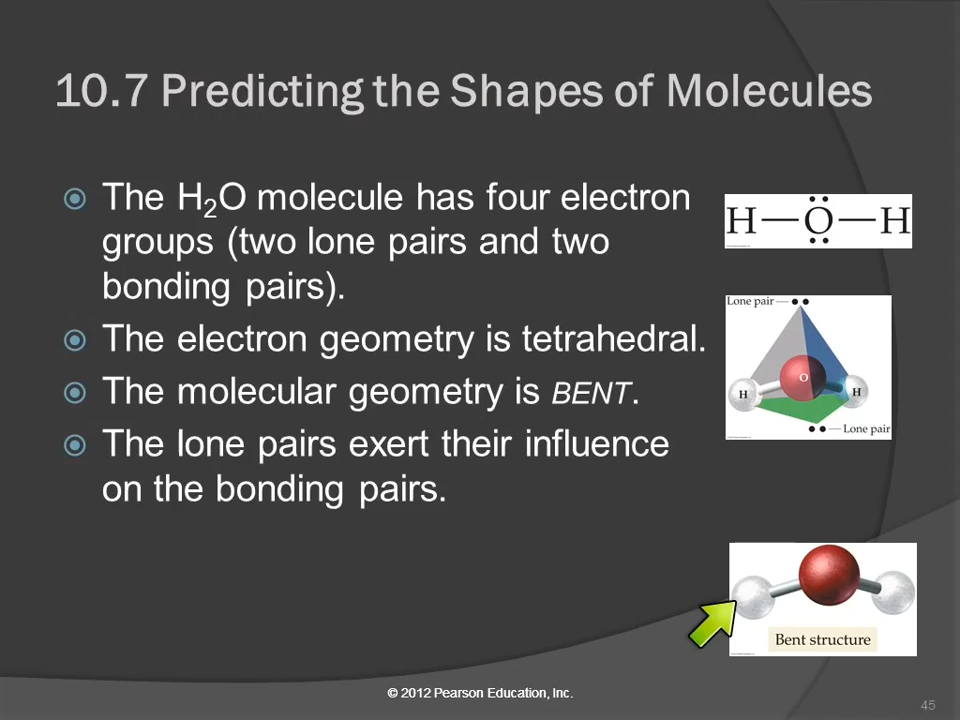 10.7 Predicting the Shapes of Molecules
The H₂O molecule has four electron
groups (two lone pairs and two
bonding pairs).
The electron geometry is tetrahedral.
The molecular geometry is BENT.
The lone pairs exert their influence
on the bonding pairs.
H—Ö—H
Lone pair
O
H
H
Lone pair
Bent structure
© 2012 Pearson Education, Inc.
45